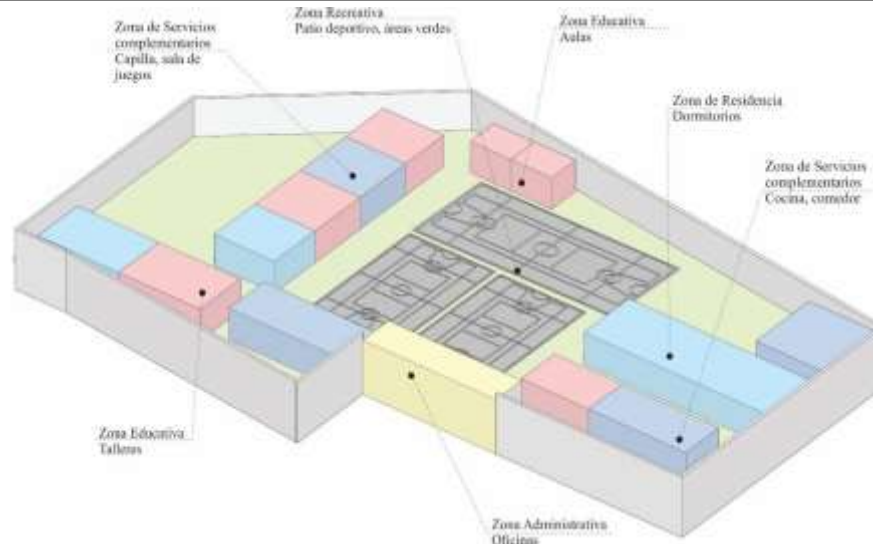 Zona de Servicios
complementarios
Capilla, sala de
juegos
Zona Recreativa
Patio deportivo, áreas verdes
Zona Educativa
Aulas
Zona de Residencia
Dormitorios
Zona de Servicios
complementarios
Cocina, comedor
Zona Educativa
Talleres
Zona Administrativa
Oficinas